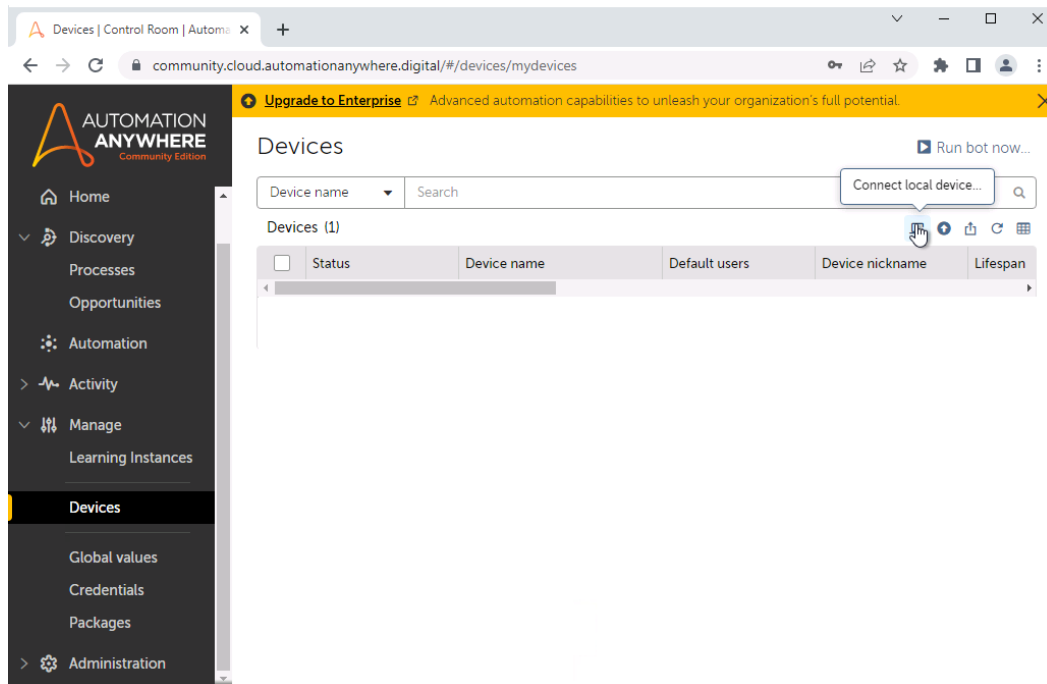 Devices | Control Room | Automa
community.cloud.automationanywhere.digital/#/devices/mydevices
Upgrade to Enterprise Advanced automation capabilities to unleash your organization's full potential.
AUTOMATION
ANYWHERE
Community Edition
Home
Discovery
Processes
Opportunities
Automation
Activity
Manage
Learning Instances
Devices
Global values
Credentials
Packages
Administration
Devices
Run bot now...
Device name
Search
Connect local device...
Devices (1)
Status Device name Default users Device nickname Lifespan